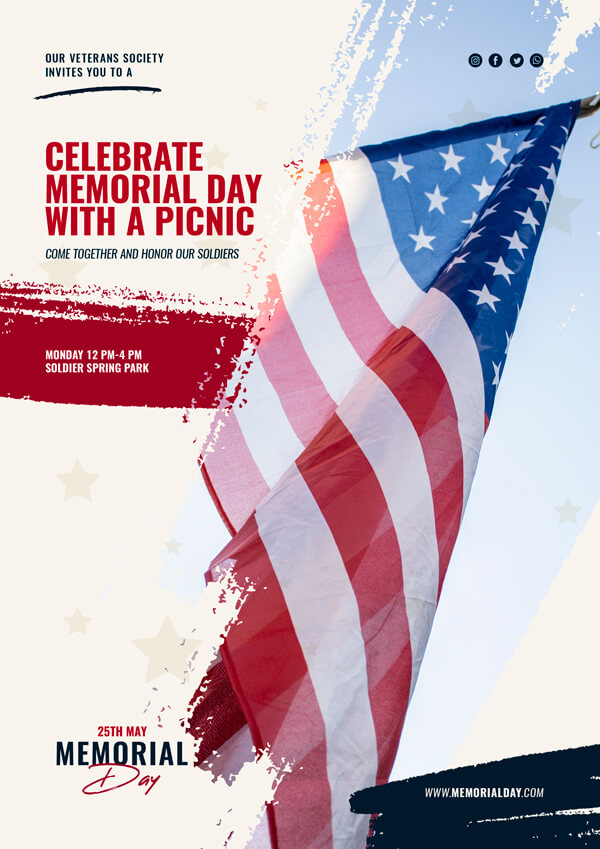 OUR VETERANS SOCIETY
INVITES YOU TO A
CELEBRATE
MEMORIAL DAY
WITH A PICNIC
COME TOGETHER AND HONOR OUR SOLDIERS
MONDAY 12 PM-4 PM
SOLDIER SPRING PARK
25TH MAY
MEMORIAL
Day
WWW.MEMORIALDAY.COM